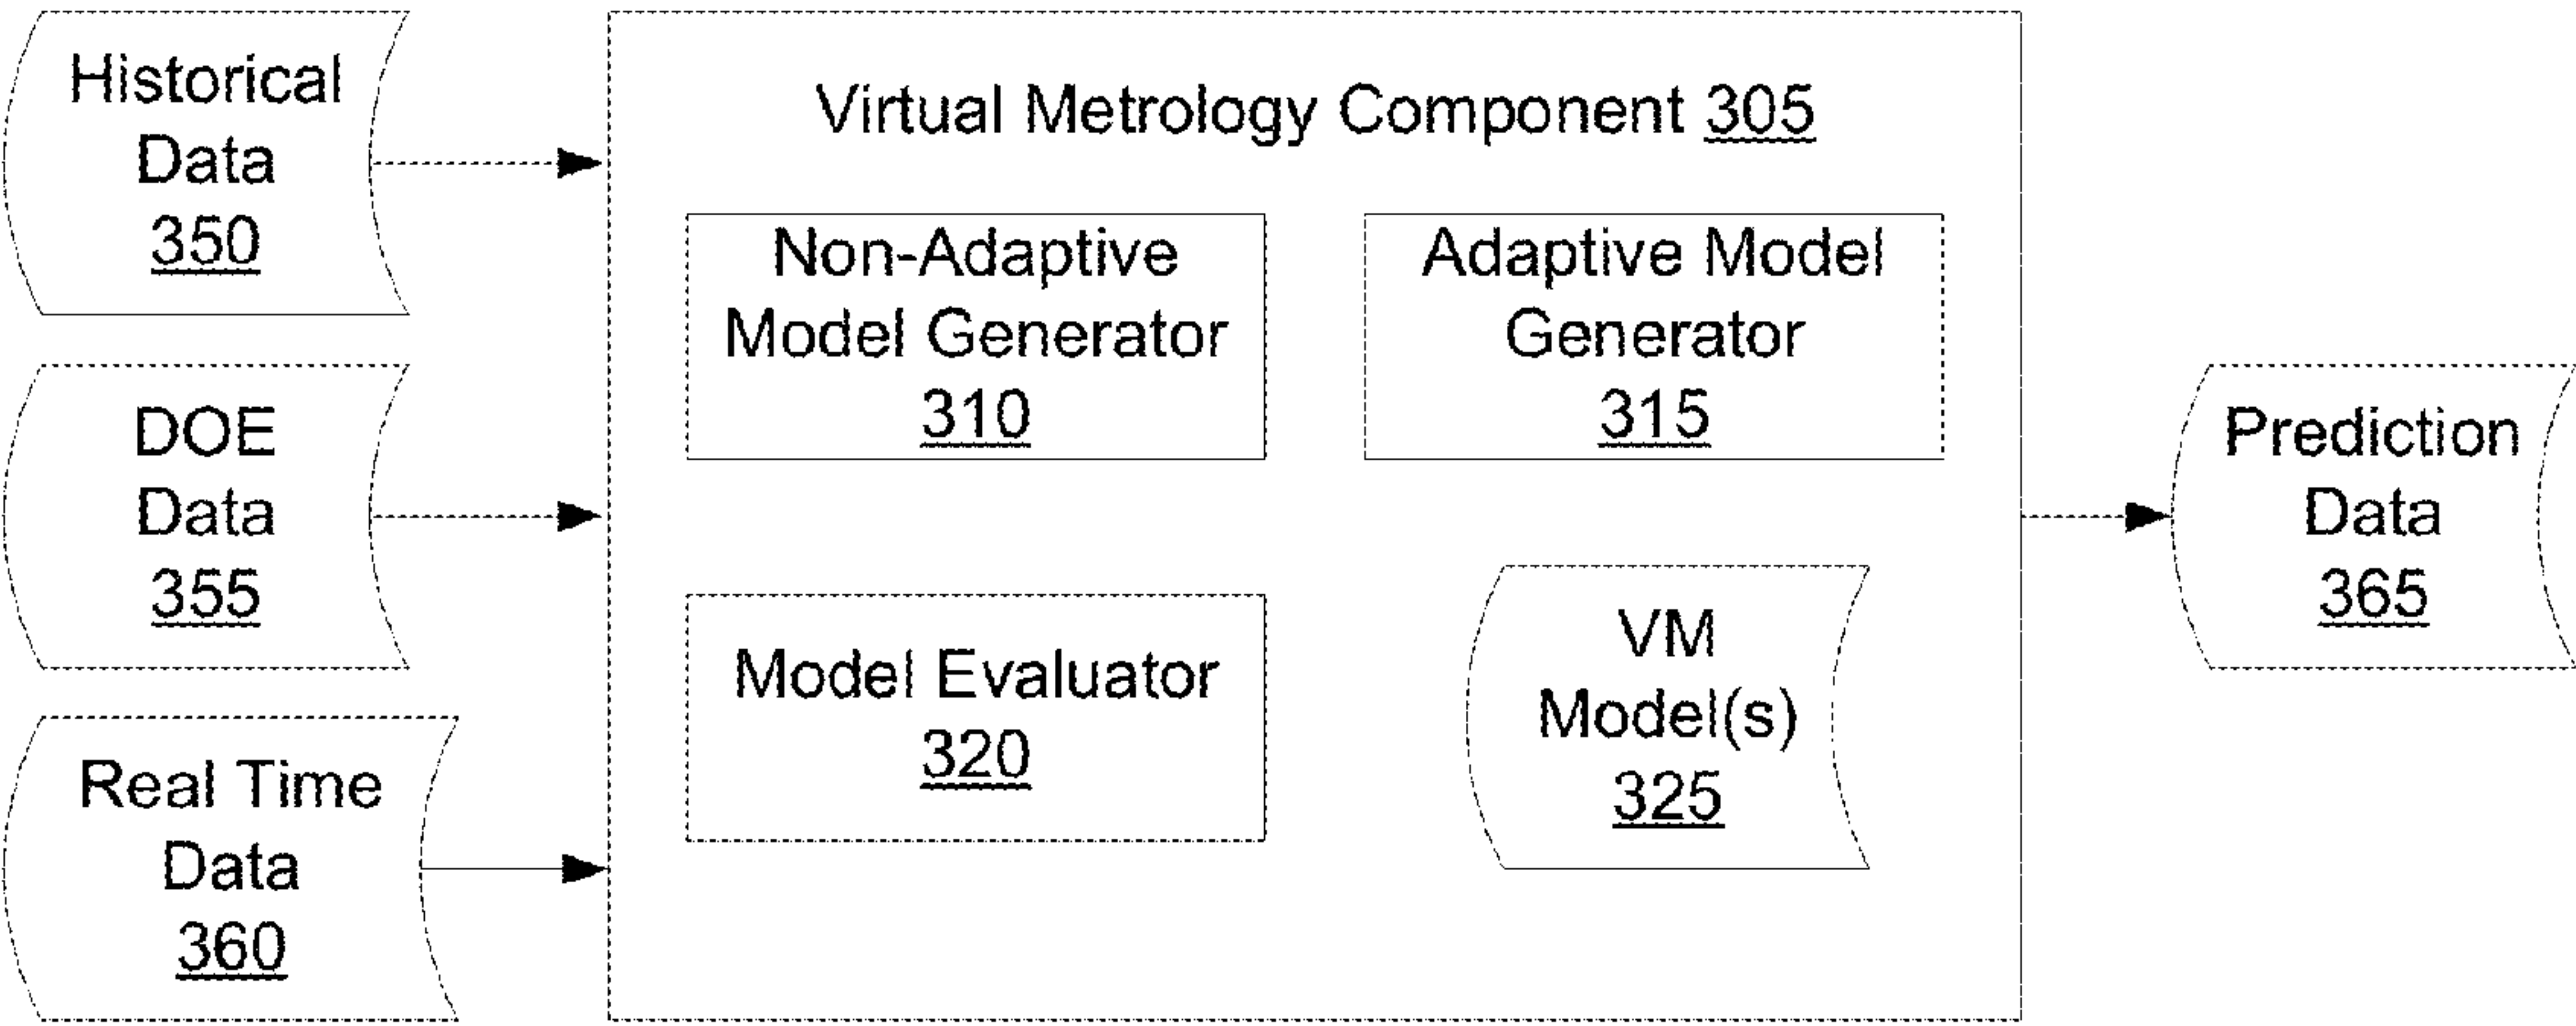 Historical
Data
350
DOE
Data
355
Real Time
Data
360
Virtual Metrology Component 305
Non-Adaptive
Model Generator
310
Adaptive Model
Generator
315
Model Evaluator
320
VM
Model(s)
325
Prediction
Data
365